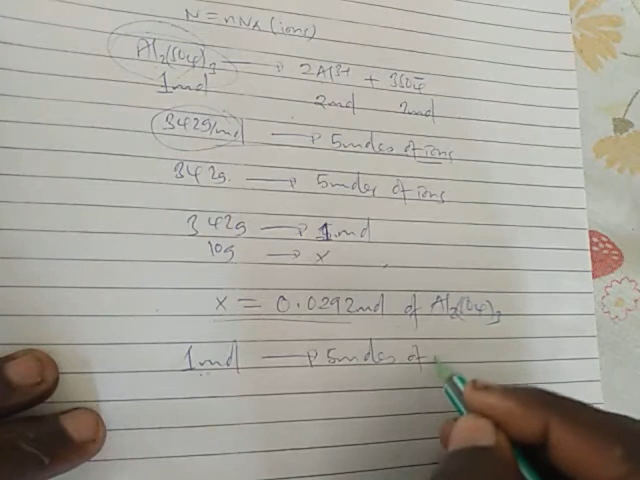 N = nNA (ions)
Al2(SO4)3 → 2Al3+ + 3SO4=
1mol 2mol 2mol
342g/mol → 5moles of ions
342g. → 5moles of ions
342g → 1mol
10g → x
x = 0.0292mol of Al2(SO4)3
1mol → 5moles of